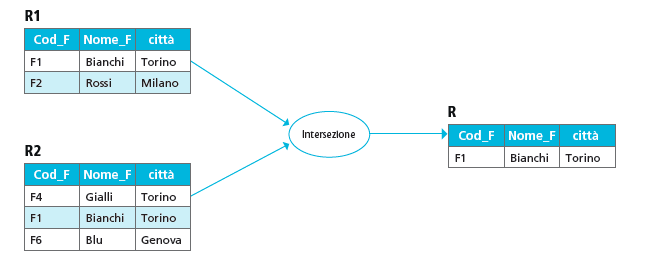 R1
Cod_F Nome_F città
F1 Bianchi Torino
F2 Rossi Milano
R2
Cod_F Nome_F città
F4 Gialli Torino
F1 Bianchi Torino
F6 Blu Genova
Intersezione
R
Cod_F Nome_F città
F1 Bianchi Torino